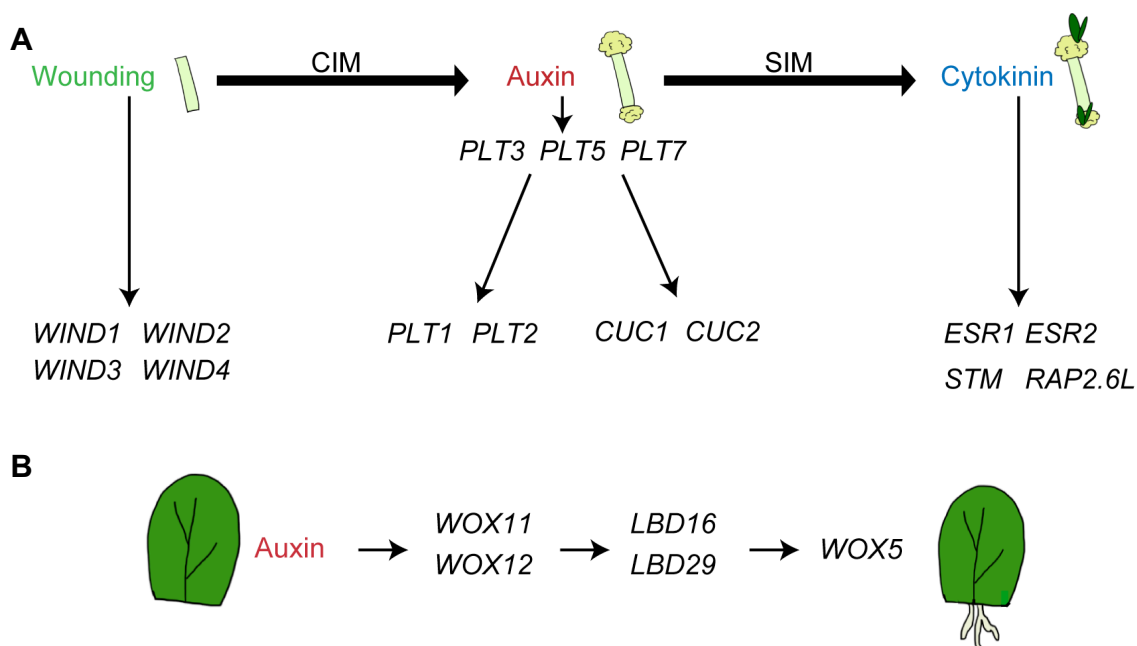 A
Wounding CIM Auxin SIM Cytokinin
PLT3 PLT5 PLT7
WIND1 WIND2 PLT1 PLT2 CUC1 CUC2 ESR1 ESR2
WIND3 WIND4 STM RAP2.6L
B
Auxin WOX11 LBD16 WOX5
WOX12 LBD29